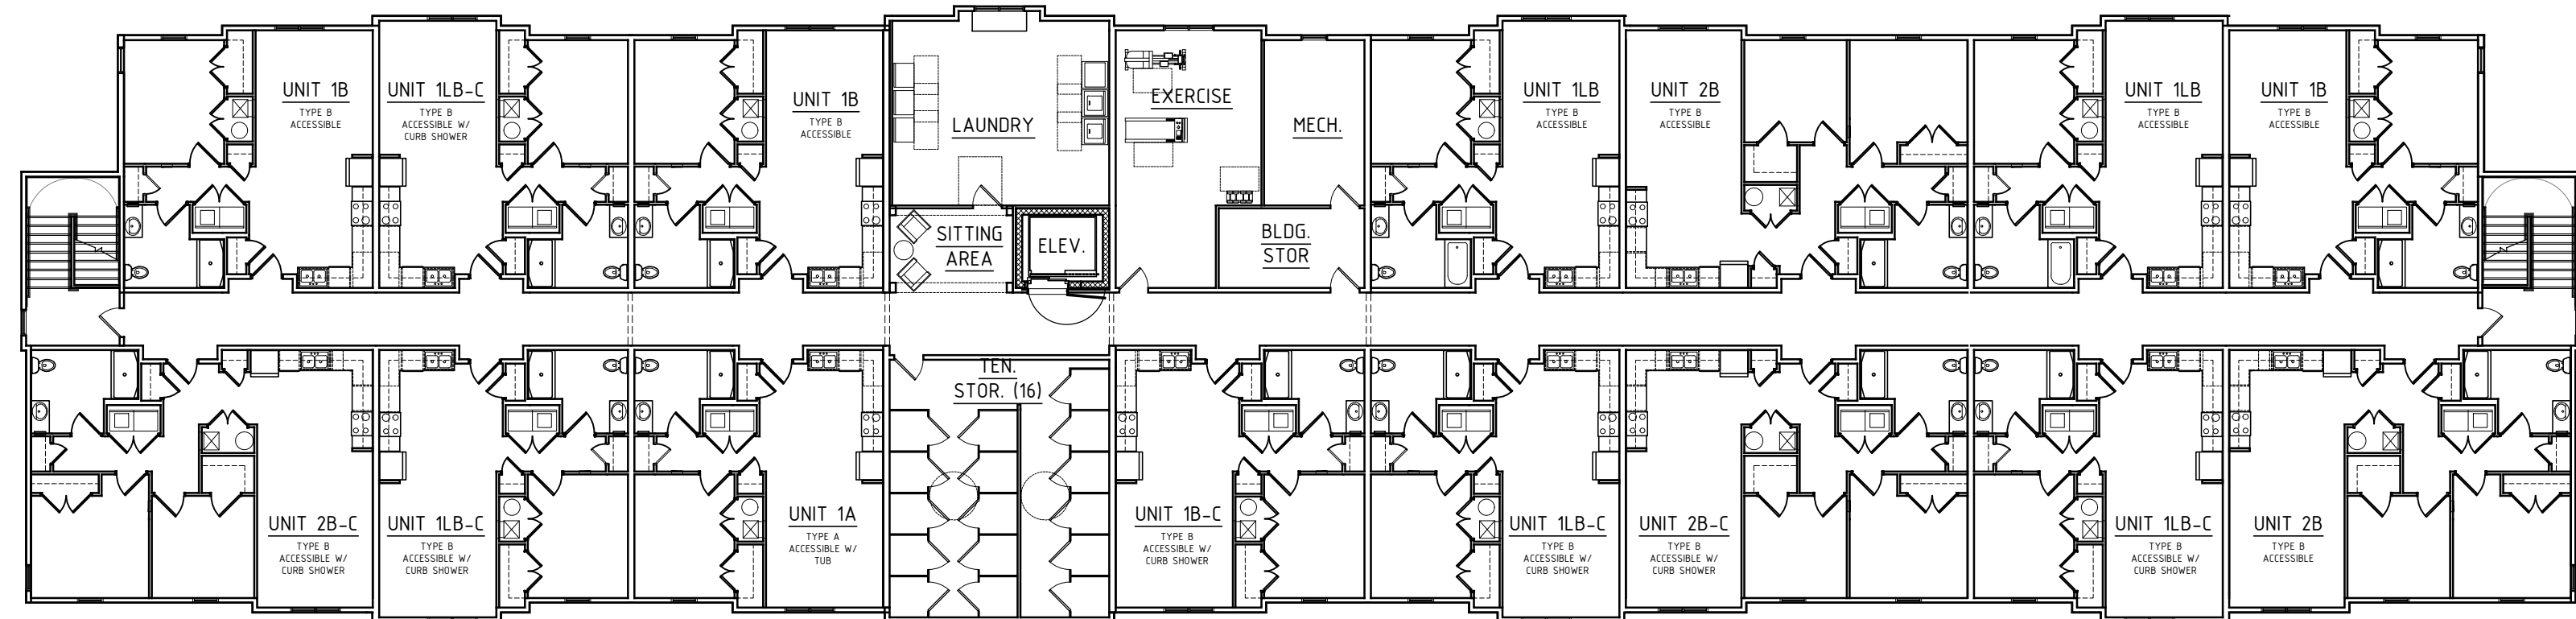 UNIT 1B
TYPE B
ACCESSIBLE
UNIT 1LB-C
TYPE B
ACCESSIBLE W/
CURB SHOWER
UNIT 1B
TYPE B
ACCESSIBLE
LAUNDRY
EXERCISE
MECH.
UNIT 1LB
TYPE B
ACCESSIBLE
UNIT 2B
TYPE B
ACCESSIBLE
UNIT 1LB
TYPE B
ACCESSIBLE
UNIT 1B
TYPE B
ACCESSIBLE
SITTING
AREA
ELEV.
BLDG.
STOR
TEN.
STOR. (16)
UNIT 2B-C
TYPE B
ACCESSIBLE W/
CURB SHOWER
UNIT 1LB-C
TYPE B
ACCESSIBLE W/
CURB SHOWER
UNIT 1A
TYPE A
ACCESSIBLE W/
TUB
UNIT 1B-C
TYPE B
ACCESSIBLE W/
CURB SHOWER
UNIT 1LB-C
TYPE B
ACCESSIBLE W/
CURB SHOWER
UNIT 2B-C
TYPE B
ACCESSIBLE W/
CURB SHOWER
UNIT 1LB-C
TYPE B
ACCESSIBLE W/
CURB SHOWER
UNIT 2B
TYPE B
ACCESSIBLE